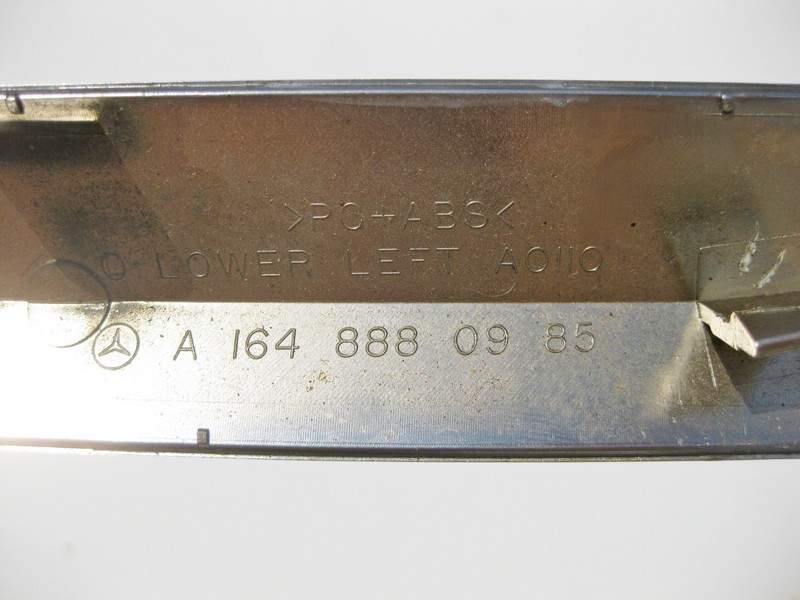 >PC+ABS<
O LOWER LEFT A0110
A 164 888 09 85